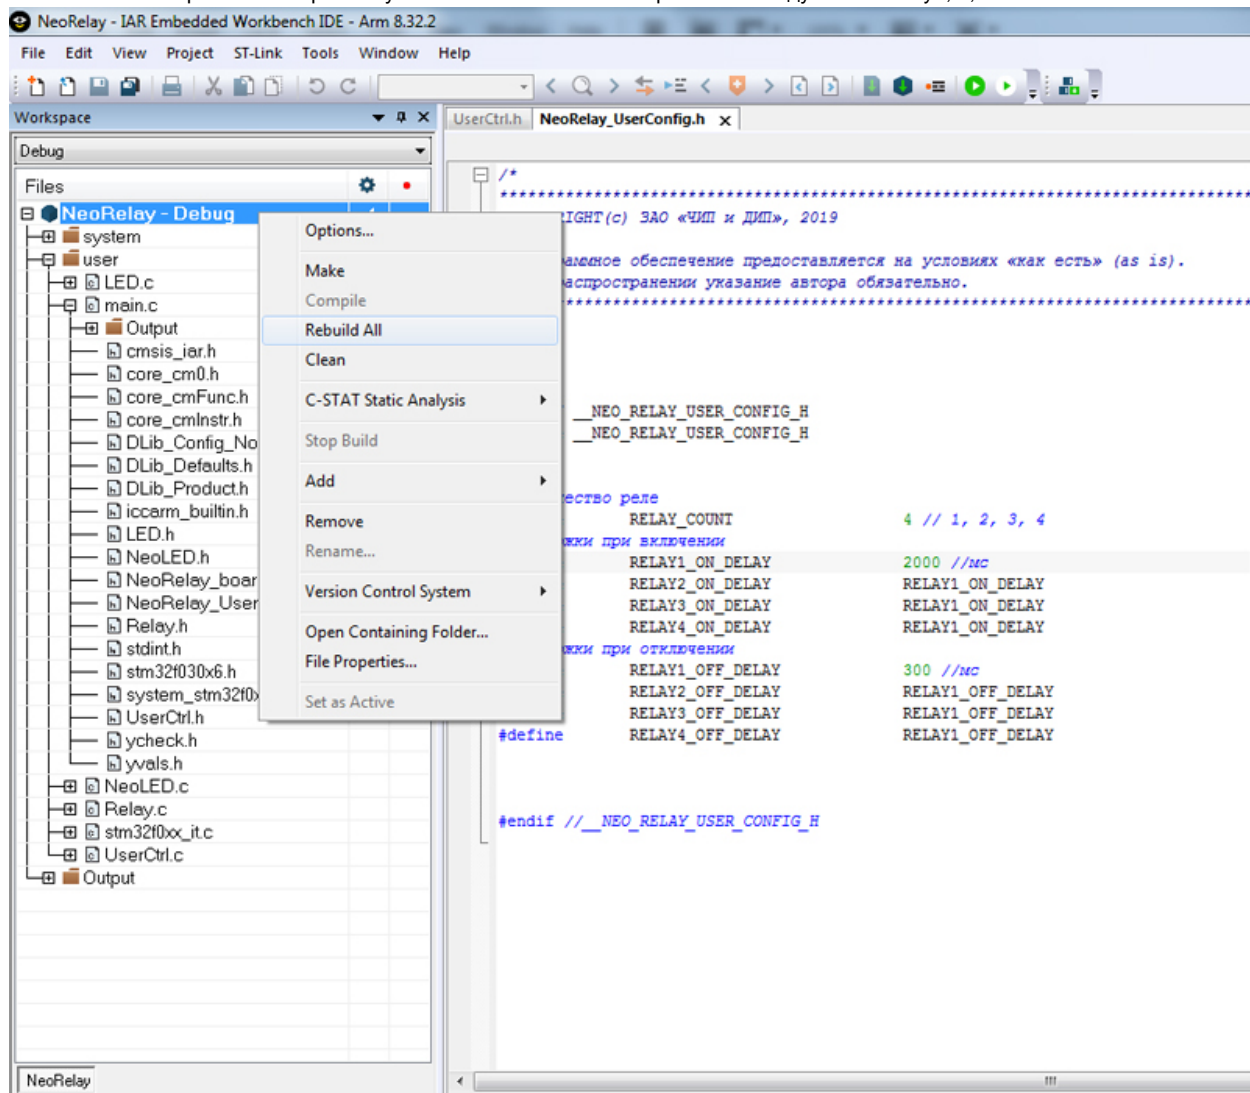 NeoRelay - IAR Embedded Workbench IDE - Arm 8.32.2
File Edit View Project ST-Link Tools Window Help
Workspace
UserCtrl.h NeoRelay_UserConfig.h
Debug
Files
NeoRelay - Debug
system
user
LED.c
main.c
Output
cmsis_iar.h
core_cm0.h
core_cmFunc.h
core_cmInstr.h
DLib_Config_No
DLib_Defaults.h
DLib_Product.h
iccarm_builtin.h
LED.h
NeoLED.h
NeoRelay_boar
NeoRelay_User
Relay.h
stdint.h
stm32f030x6.h
system_stm32f0x
UserCtrl.h
ycheck.h
yvals.h
NeoLED.c
Relay.c
stm32f0xx_it.c
UserCtrl.c
Output
NeoRelay
Options...
Make
Compile
Rebuild All
Clean
C-STAT Static Analysis
Stop Build
Add
Remove
Rename...
Version Control System
Open Containing Folder...
File Properties...
Set as Active
/*
********************************************************************************
IGHT(c) ЗАО «ЧИП и ДИП», 2019
аммное обеспечение предоставляется на условиях «как есть» (as is).
аспространении указание автора обязательно.
********************************************************************************
__NEO_RELAY_USER_CONFIG_H
__NEO_RELAY_USER_CONFIG_H
ество реле
RELAY_COUNT 4 // 1, 2, 3, 4
жки при включении
RELAY1_ON_DELAY 2000 //мс
RELAY2_ON_DELAY RELAY1_ON_DELAY
RELAY3_ON_DELAY RELAY1_ON_DELAY
RELAY4_ON_DELAY RELAY1_ON_DELAY
жки при отключении
RELAY1_OFF_DELAY 300 //мс
RELAY2_OFF_DELAY RELAY1_OFF_DELAY
RELAY3_OFF_DELAY RELAY1_OFF_DELAY
#define RELAY4_OFF_DELAY RELAY1_OFF_DELAY
#endif //__NEO_RELAY_USER_CONFIG_H